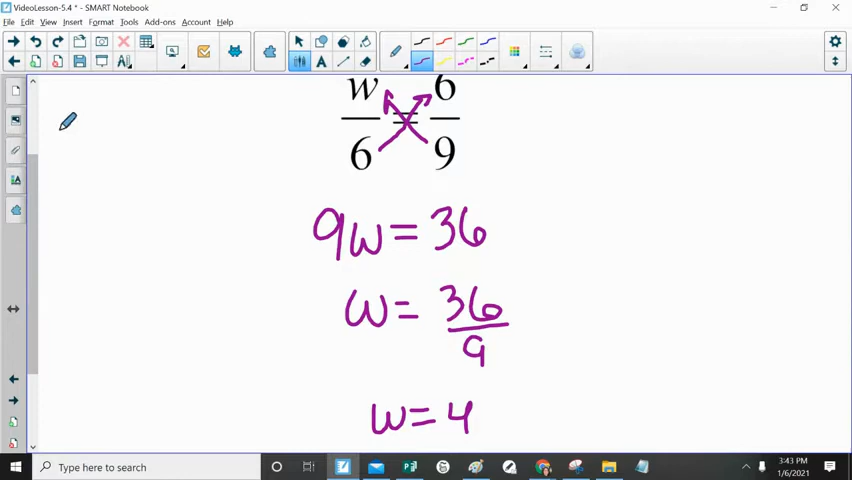 VideoLesson-5.4 * - SMART Notebook
File Edit View Insert Format Tools Add-ons Account Help
w 6
6 = 9
9w = 36
w = 36
9
w = 4
Type here to search
3:43 PM
1/6/2021